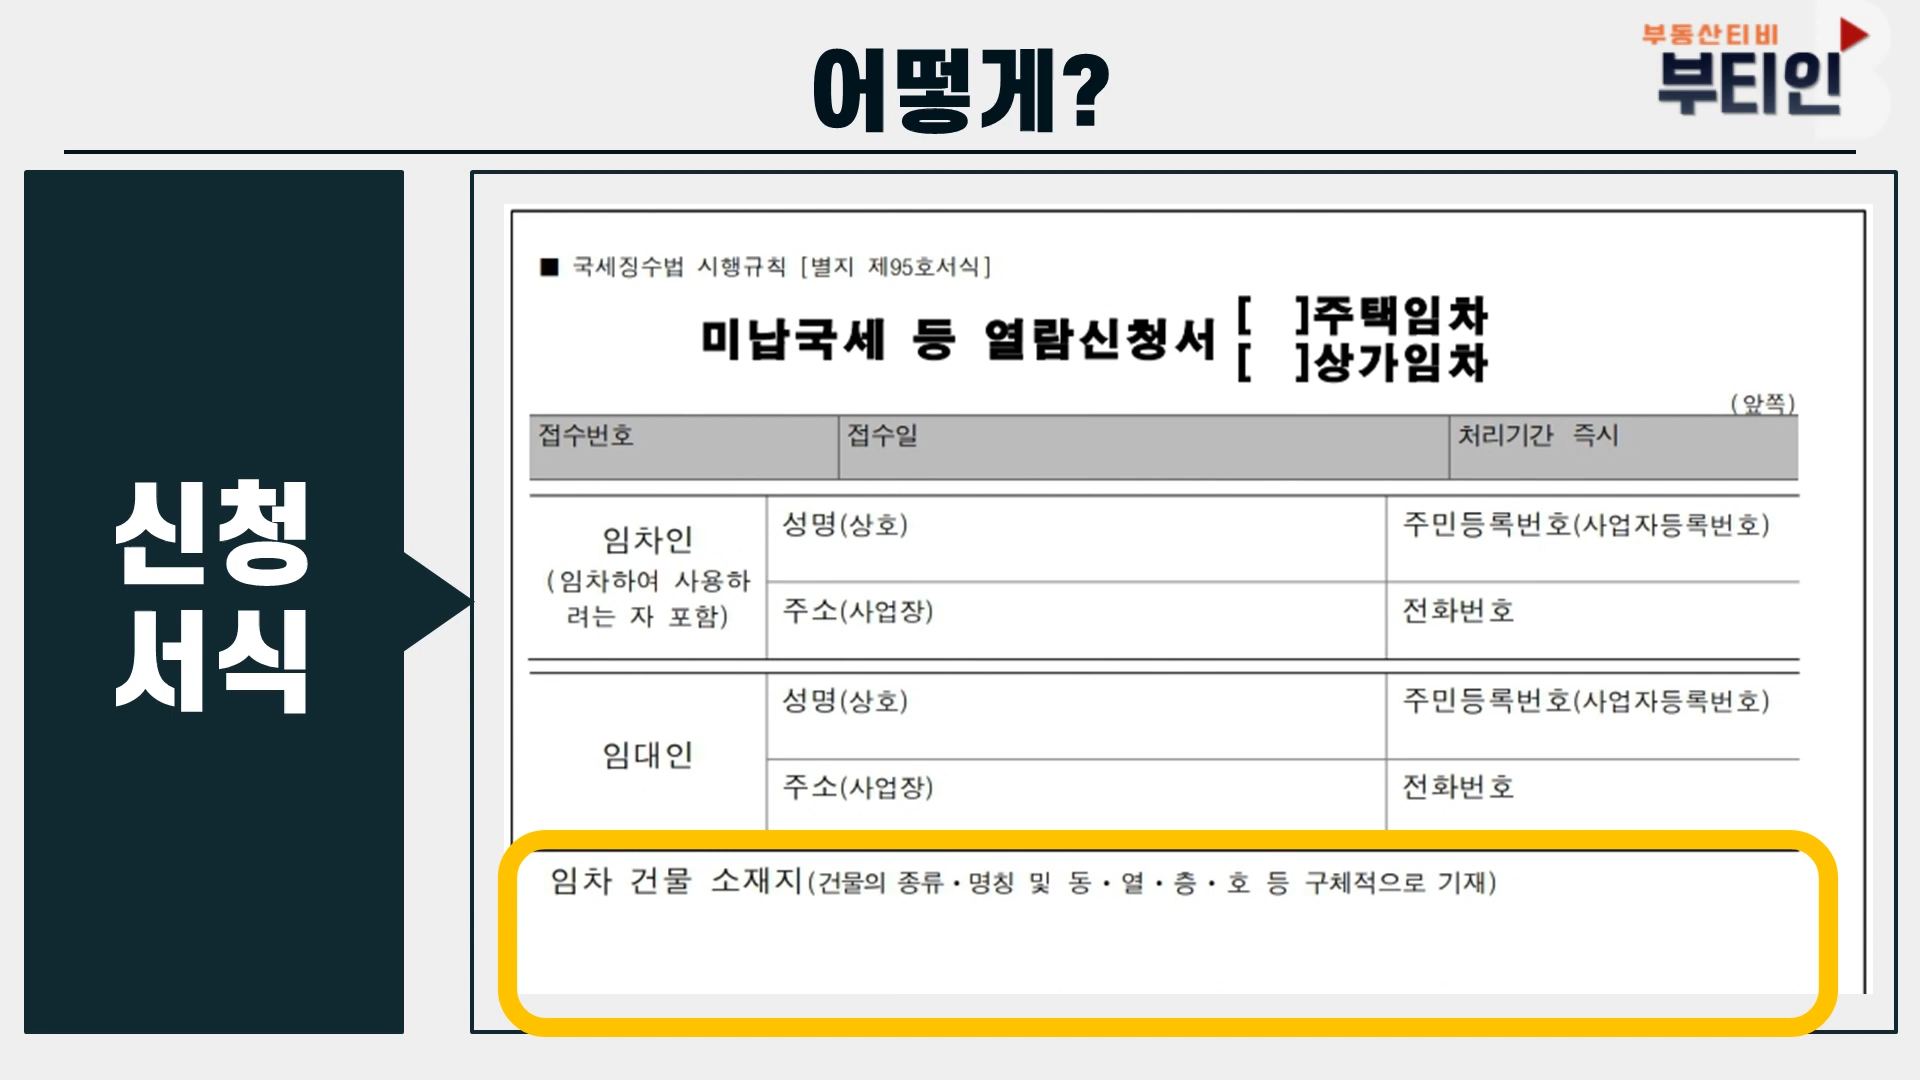 어떻게?
부동산티비
부티인
신청
서식
■ 국세징수법 시행규칙 [별지 제95호서식]
미납국세 등 열람신청서
[ ]주택임차
[ ]상가임차
(앞쪽)
접수번호 접수일 처리기간 즉시
임차인
(임차하여 사용하
려는 자 포함)
성명(상호) 주민등록번호(사업자등록번호)
주소(사업장) 전화번호
임대인
성명(상호) 주민등록번호(사업자등록번호)
주소(사업장) 전화번호
임차 건물 소재지(건물의 종류·명칭 및 동·열·층·호 등 구체적으로 기재)